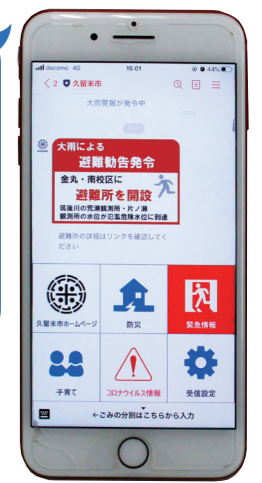 docomo 4G 15:01 44%
2 久留米市
大雨警報が発令中
大雨による
避難勧告発令
金丸・南校区に
避難所を開設
筑後川の荒瀬観測所・片ノ瀬
観測所の水位が氾濫危険水位に到達
避難所の詳細はリンクを確認してく
ださい
久留米市ホームページ 防災 緊急情報
子育て コロナウイルス情報 受信設定
←ごみの分別はこちらから入力